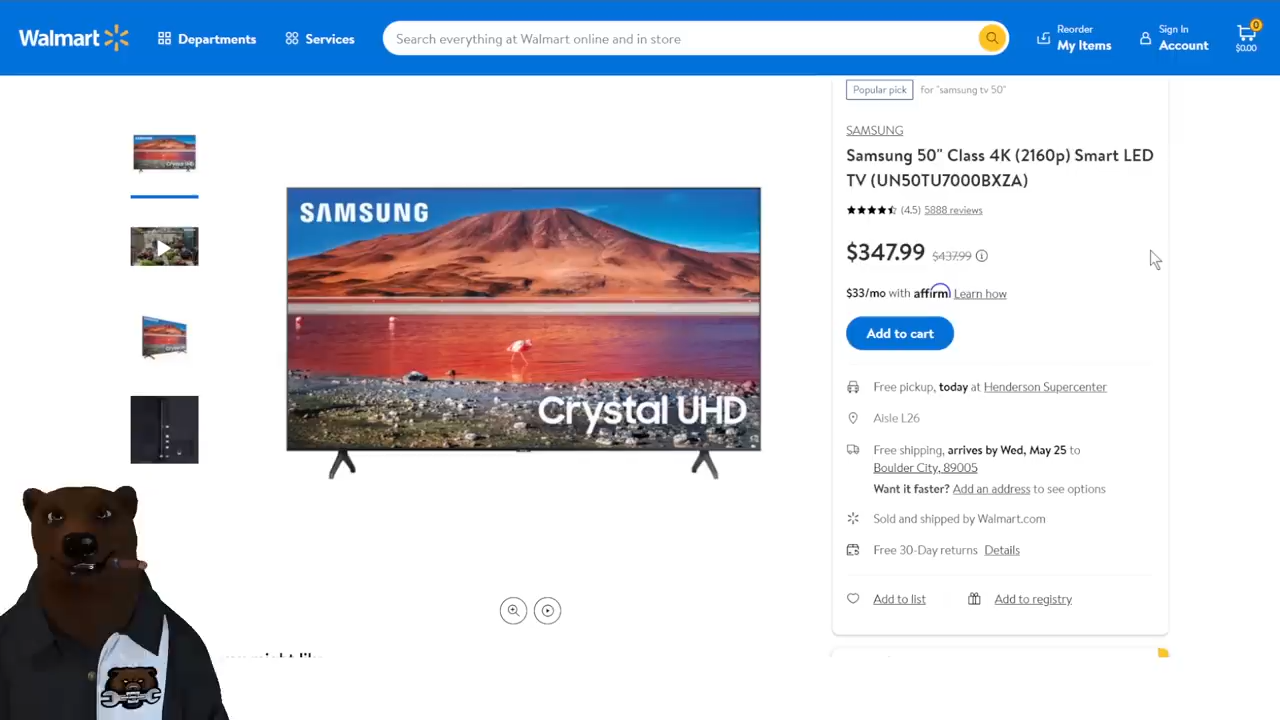 Walmart
Departments
Services
Search everything at Walmart online and in store
Reorder
My Items
Sign In
Account
0
$0.00
Popular pick
for "samsung tv 50"
SAMSUNG
Samsung 50" Class 4K (2160p) Smart LED
TV (UN50TU7000BXZA)
(4.5) 5888 reviews
$347.99 $437.99
$33/mo with affirm Learn how
Add to cart
Free pickup, today at Henderson Supercenter
Aisle L26
Free shipping, arrives by Wed, May 25 to
Boulder City, 89005
Want it faster? Add an address to see options
Sold and shipped by Walmart.com
Free 30-Day returns Details
Add to list
Add to registry
SAMSUNG
Crystal UHD
SAMSUNG
Crystal UHD